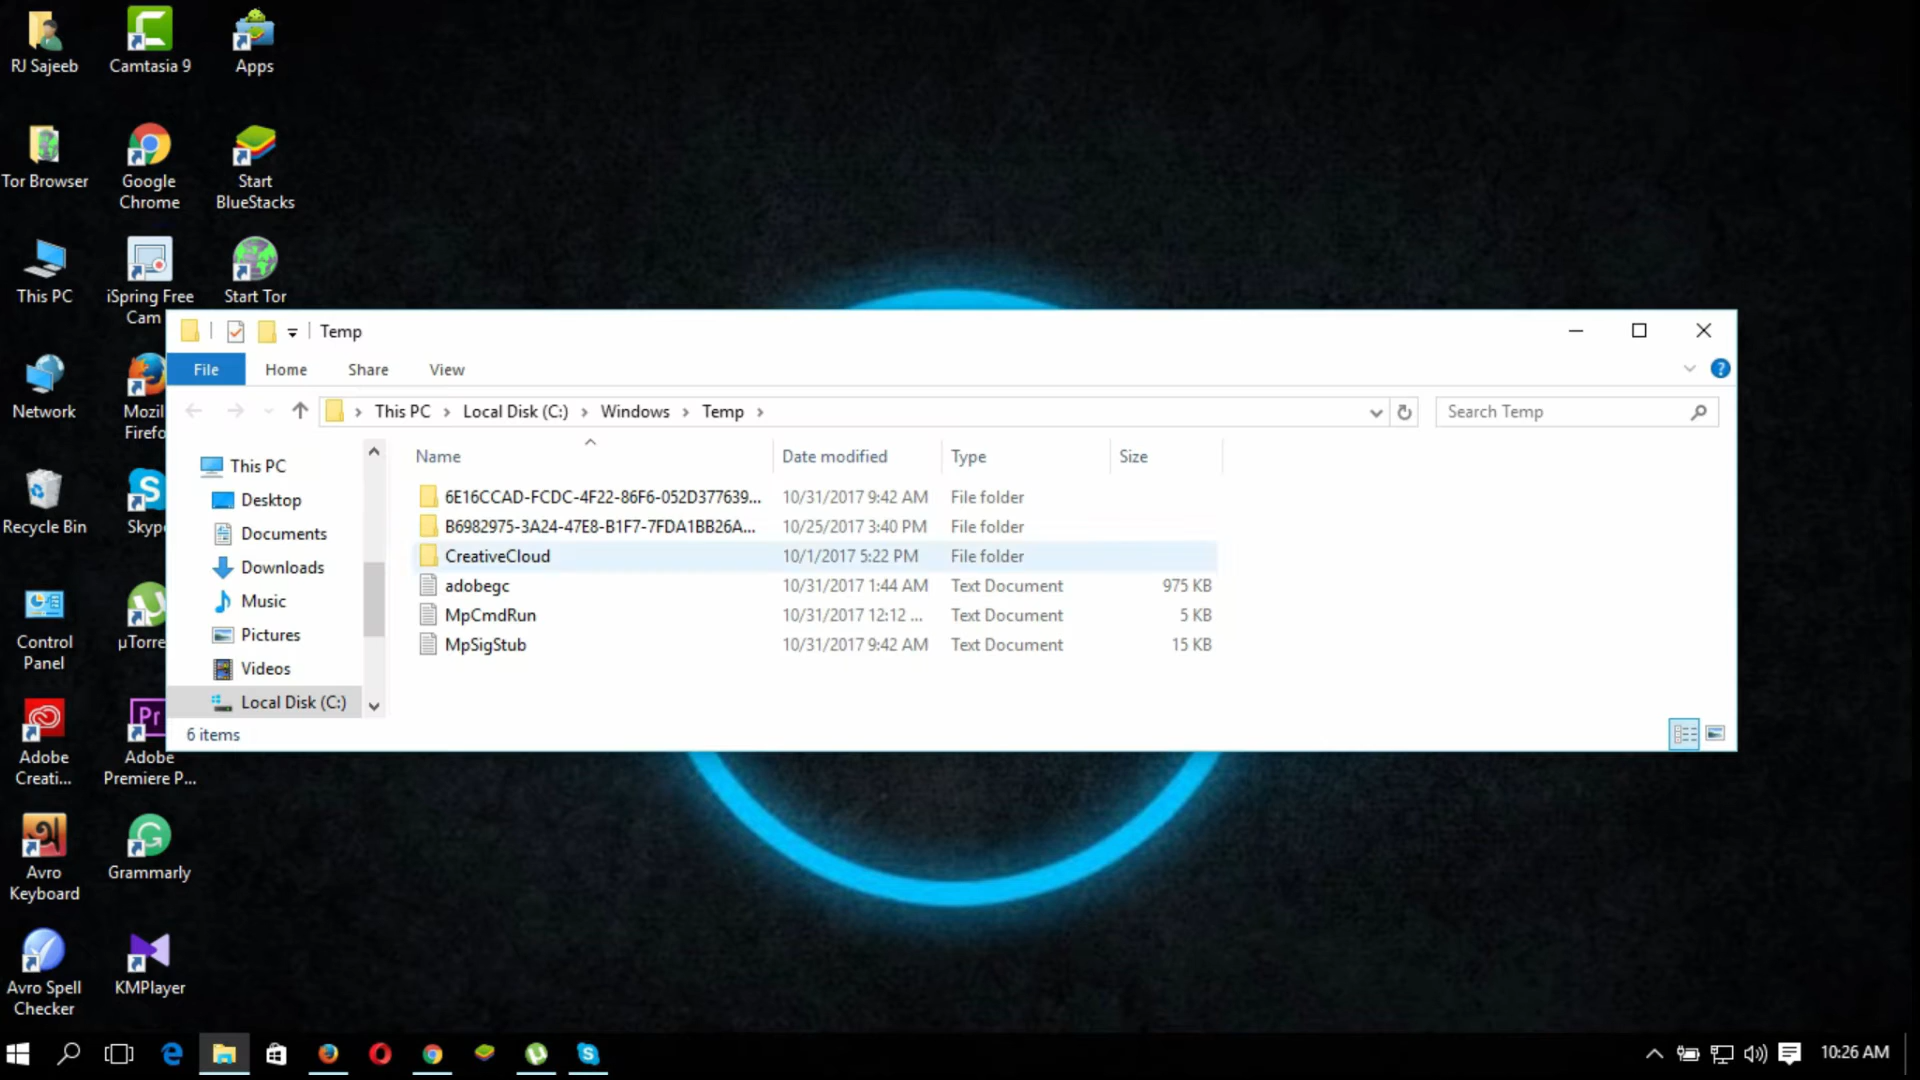 RJ Sajeeb
Camtasia 9
Apps
Tor Browser
Google
Chrome
Start
BlueStacks
This PC
iSpring Free
Cam
Start Tor
Network
Mozil
Firefo
Recycle Bin
Skype
Control
Panel
µTorre
Adobe
Creati...
Adobe
Premiere P...
Avro
Keyboard
Grammarly
Avro Spell
Checker
KMPlayer
Temp
File Home Share View
This PC Local Disk (C:) Windows Temp
Search Temp
This PC
Desktop
Documents
Downloads
Music
Pictures
Videos
Local Disk (C:)
Name Date modified Type Size
6E16CCAD-FCDC-4F22-86F6-052D377639... 10/31/2017 9:42 AM File folder
B6982975-3A24-47E8-B1F7-7FDA1BB26A... 10/25/2017 3:40 PM File folder
CreativeCloud 10/1/2017 5:22 PM File folder
adobegc 10/31/2017 1:44 AM Text Document 975 KB
MpCmdRun 10/31/2017 12:12 ... Text Document 5 KB
MpSigStub 10/31/2017 9:42 AM Text Document 15 KB
6 items
10:26 AM